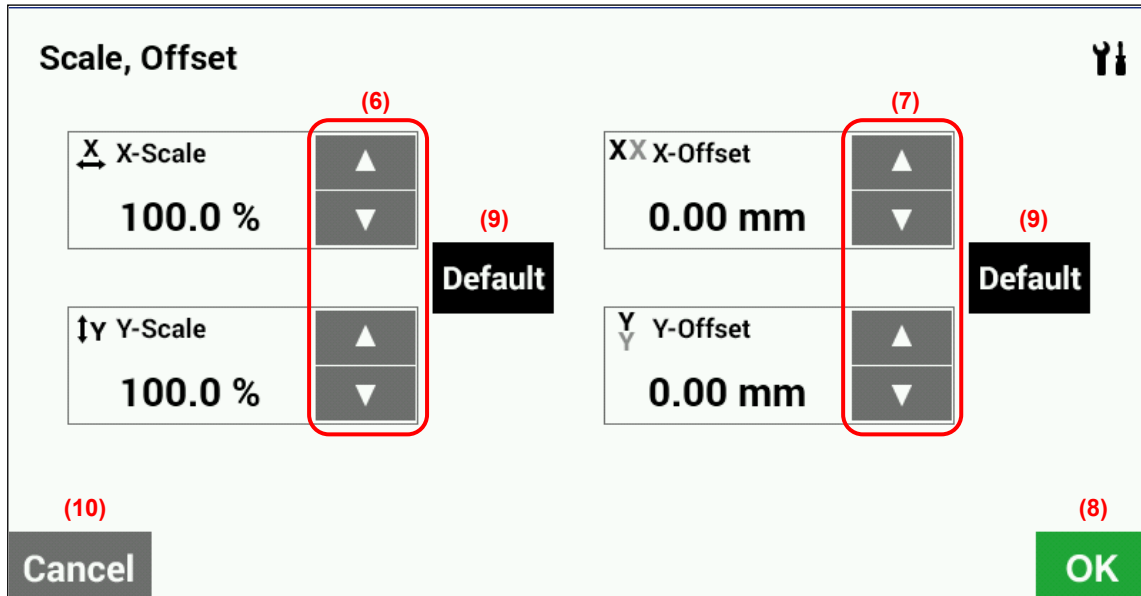 Scale, Offset
(6)
(7)
X X-Scale
XX X-Offset
100.0 %
0.00 mm
(9)
(9)
Default
Default
Y Y-Scale
Y
Y Y-Offset
100.0 %
0.00 mm
(10)
(8)
Cancel
OK